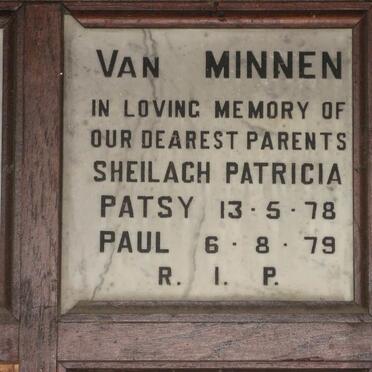 VAN MINNEN
IN LOVING MEMORY OF
OUR DEAREST PARENTS
SHEILACH PATRICIA
PATSY 13·5·78
PAUL 6·8·79
R. I. P.